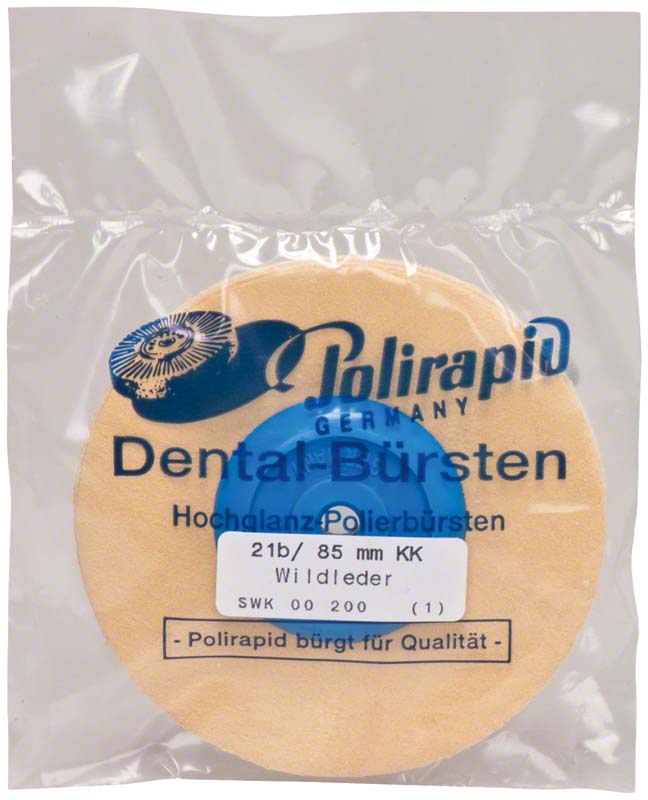 Polirapid
GERMANY
Dental-Bürsten
Hochglanz-Polierbürsten
21b/ 85 mm KK
Wildleder
SWK 00 200 (1)
- Polirapid bürgt für Qualität -